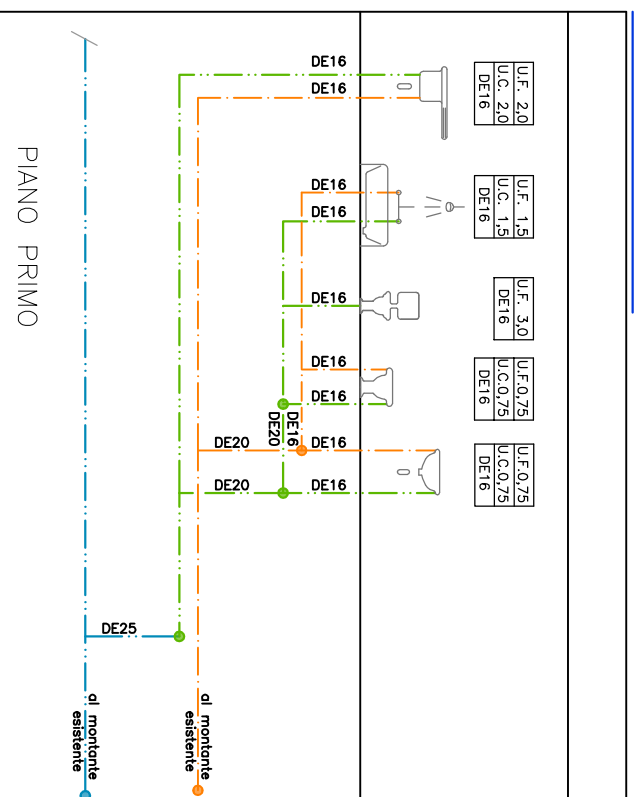 DE16
DE16
U.F. 2,0
U.C. 2,0
DE16
DE16
DE16
U.F. 1,5
U.C. 1,5
DE16
DE16
U.F. 3,0
DE16
DE16
DE16
U.F.0,75
U.C.0,75
DE16
DE20
DE16
DE20
DE16
DE20
DE16
U.F.0,75
U.C.0,75
DE16
PIANO PRIMO
DE25
al montante
esistente
al montante
esistente